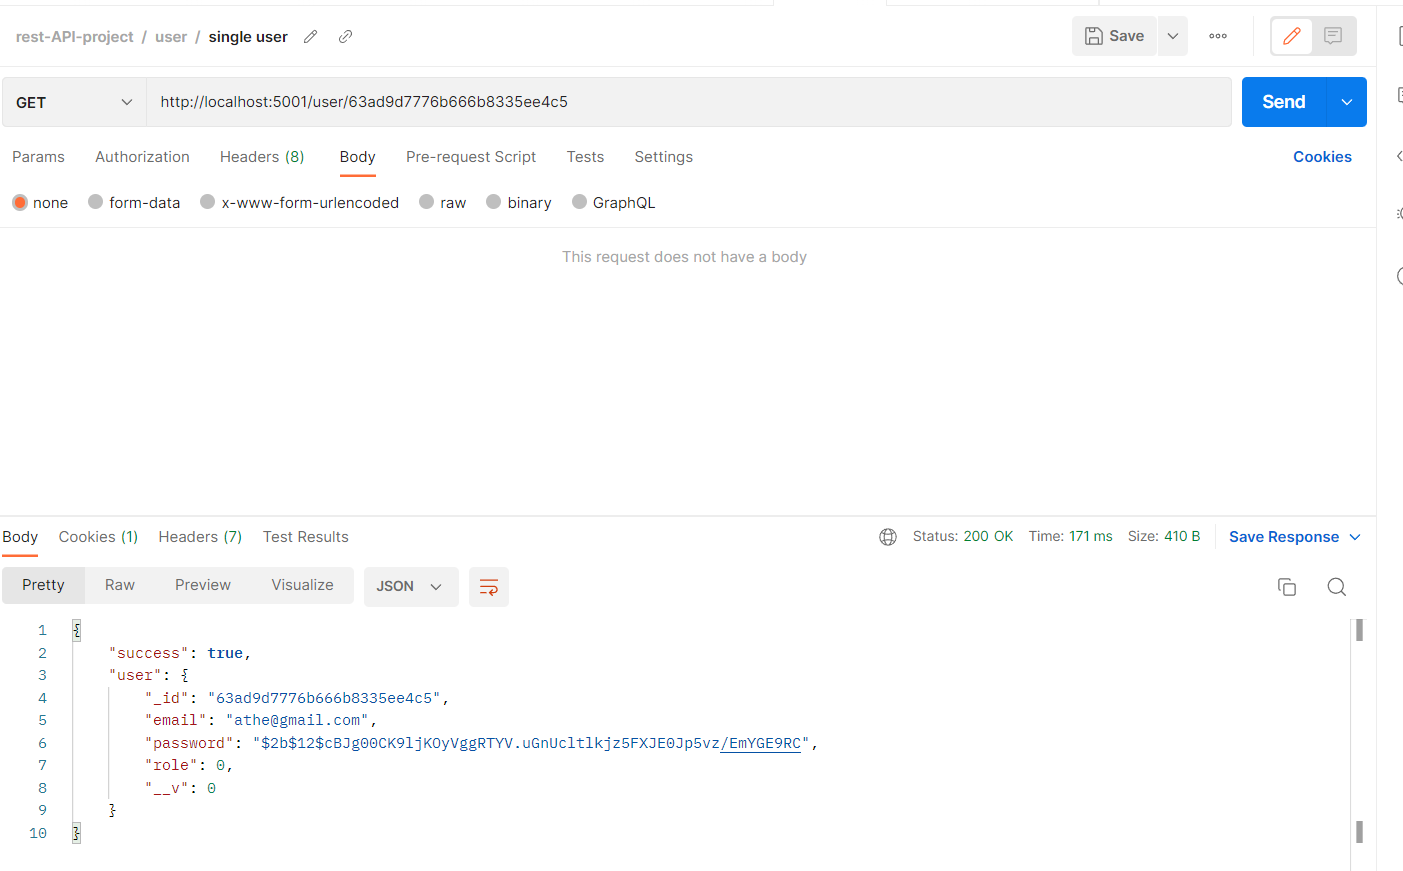 rest-API-project / user / single user
Save
GET
http://localhost:5001/user/63ad9d7776b666b8335ee4c5
Send
Params Authorization Headers (8) Body Pre-request Script Tests Settings Cookies
none form-data x-www-form-urlencoded raw binary GraphQL
This request does not have a body
Body Cookies (1) Headers (7) Test Results Status: 200 OK Time: 171 ms Size: 410 B Save Response
Pretty Raw Preview Visualize JSON
1 {
2 "success": true,
3 "user": {
4 "_id": "63ad9d7776b666b8335ee4c5",
5 "email": "athe@gmail.com",
6 "password": "$2b$12$cBJg00CK9ljKOyVggRTYV.uGnUcltlkjz5FXJE0Jp5vz/EmYGE9RC",
7 "role": 0,
8 "__v": 0
9 }
10 }